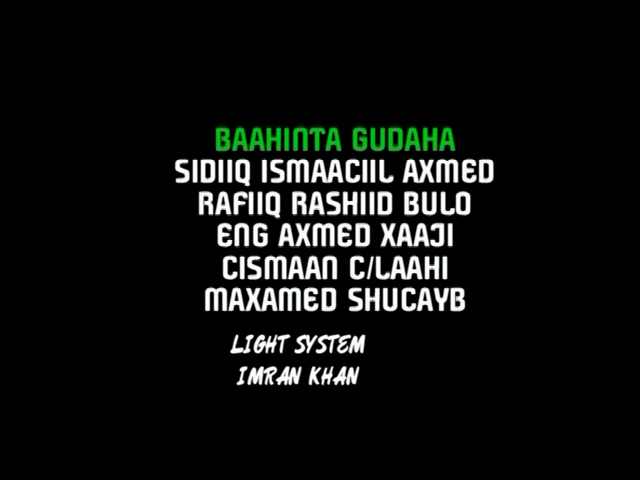 BAAHINTA GUDAHA
SIDIIQ ISMAACIIL AXMED
RAFIIQ RASHIID BULO
ENG AXMED XAAJI
CISMAAN C/LAAHI
MAXAMED SHUCAYB
LIGHT SYSTEM
IMRAN KHAN